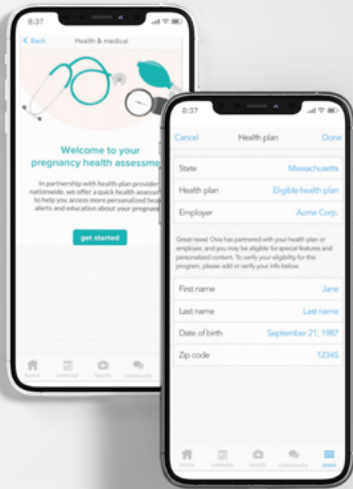 8:37
Back
Health & medical
Welcome to your
pregnancy health assessme
In partnership with health plan provider
nationwide, we offer a quick health assess
to help you access more personalized hea
alerts and education about your pregnan
get started
home
calendar
health
community
8:37
Cancel
Health plan
Done
State
Massachusetts
Health plan
Eligible health plan
Employer
Acme Corp.
Great news! Ovia has partnered with your health plan or
employer, and you may be eligible for special features and
personalized content. To verify your eligibility for this
program, please add or verify your info below.
First name
Jane
Last name
Last name
Date of birth
September 21, 1987
Zip code
12345
home
calendar
health
community
more